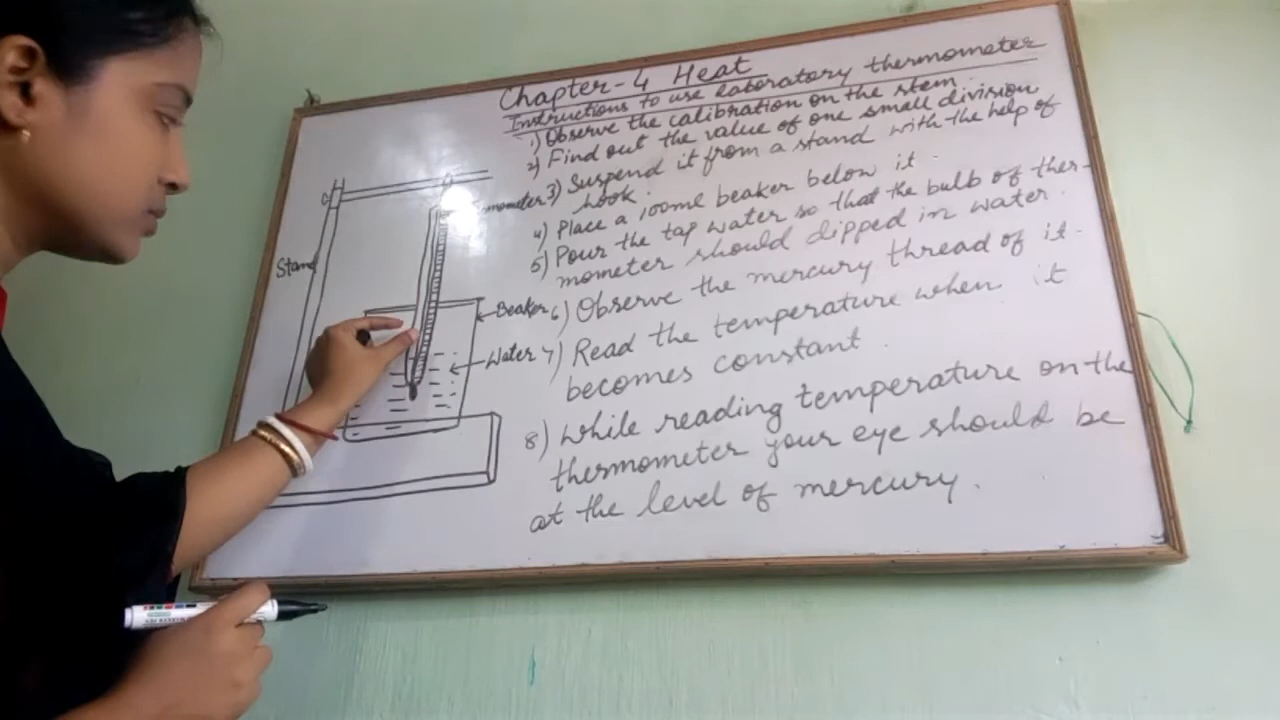 Chapter-4 Heat
Instructions to use laboratory thermometer
1) Observe the calibration on the stem.
2) Find out the value of one small division
3) Suspend it from a stand with the help of
hook.
4) Place a 100ml beaker below it.
5) Pour the tap water so that the bulb of ther-
mometer should dipped in water.
6) Observe the mercury thread of it.
7) Read the temperature when it
becomes constant.
8) While reading temperature on the
thermometer your eye should be
at the level of mercury.
Stand
mometer
Beaker
Water